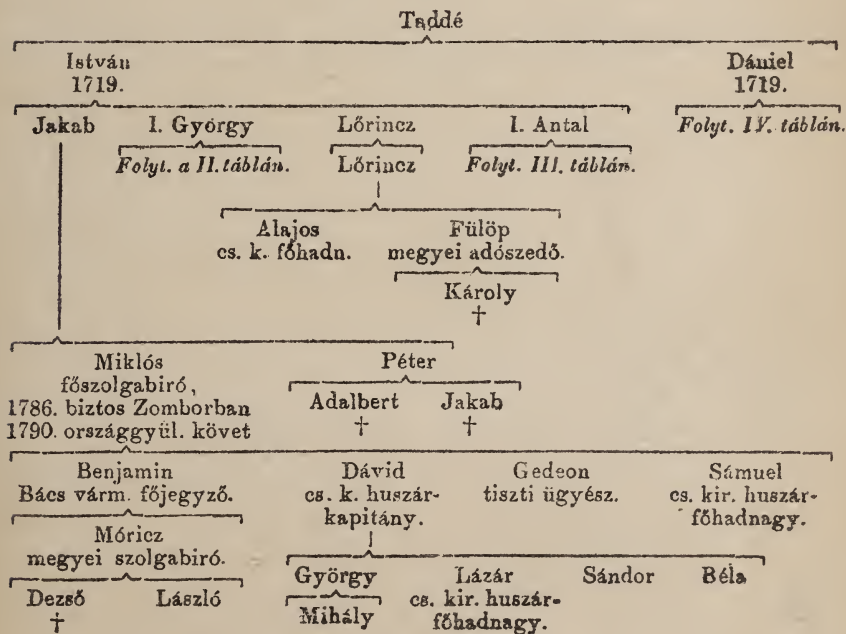 Taddé
István Dániel
1719. 1719.
Jakab I. György Lőrincz I. Antal Folyt. IV. táblán.
Folyt. a II. táblán. Lőrincz Folyt. III. táblán.
Alajos Fülöp
cs. k. főhadn. megyei adószedő.
Károly
†
Miklós Péter
főszolgabiró,
1786. biztos Zomborban Adalbert Jakab
1790. országgyül. követ † †
Benjamin Dávid Gedeon Sámuel
Bács várm. főjegyző. cs. k. huszár- tiszti ügyész. cs. kir. huszár-
kapitány. főhadnagy.
Móricz
megyei szolgabiró.
György Lázár Sándor Béla
Dezső László cs. kir. huszár-
† Mihály főhadnagy.